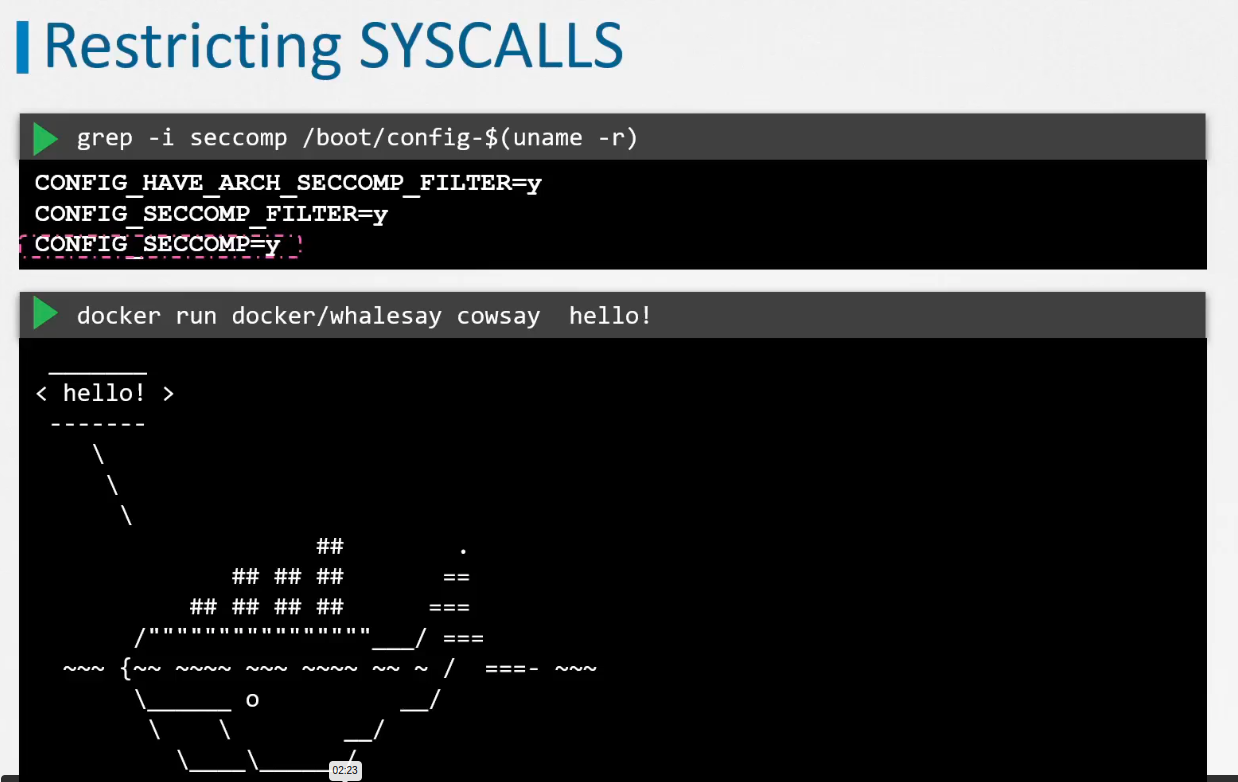 Restricting SYSCALLS
grep -i seccomp /boot/config-$(uname -r)
CONFIG_HAVE_ARCH_SECCOMP_FILTER=y
CONFIG_SECCOMP_FILTER=y
CONFIG_SECCOMP=y
docker run docker/whalesay cowsay  hello!
 _______
< hello! >
 -------
    \
     \
      \
                    ##        .
              ## ## ##       ==
           ## ## ## ##      ===
       /""""""""""""""""___/ ===
  ~~~ {~~ ~~~~ ~~~ ~~~~ ~~ ~ /  ===- ~~~
       \______ o          __/
        \    \        __/
          \____\______/
02:23